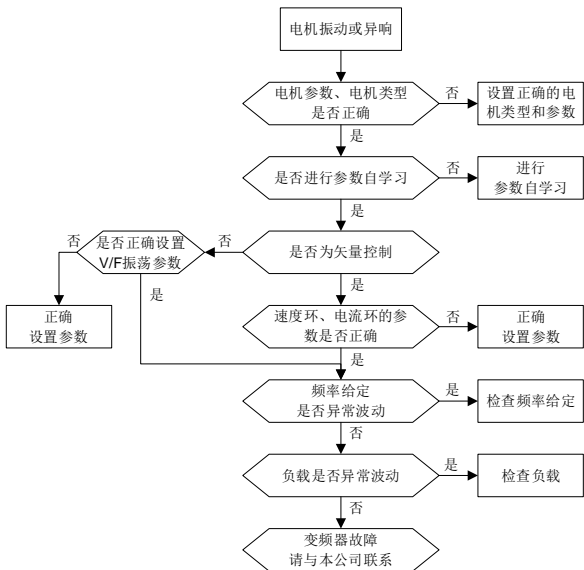 电机振动或异响
电机参数、电机类型
是否正确
否
设置正确的电
机类型和参数
是
是否进行参数自学习
否
进行
参数自学习
是
是否为矢量控制
否
是否正确设置
V/F振荡参数
否
正确
设置参数
是
是
速度环、电流环的参
数是否正确
否
正确
设置参数
是
频率给定
是否异常波动
是
检查频率给定
否
负载是否异常波动
是
检查负载
否
变频器故障
请与本公司联系